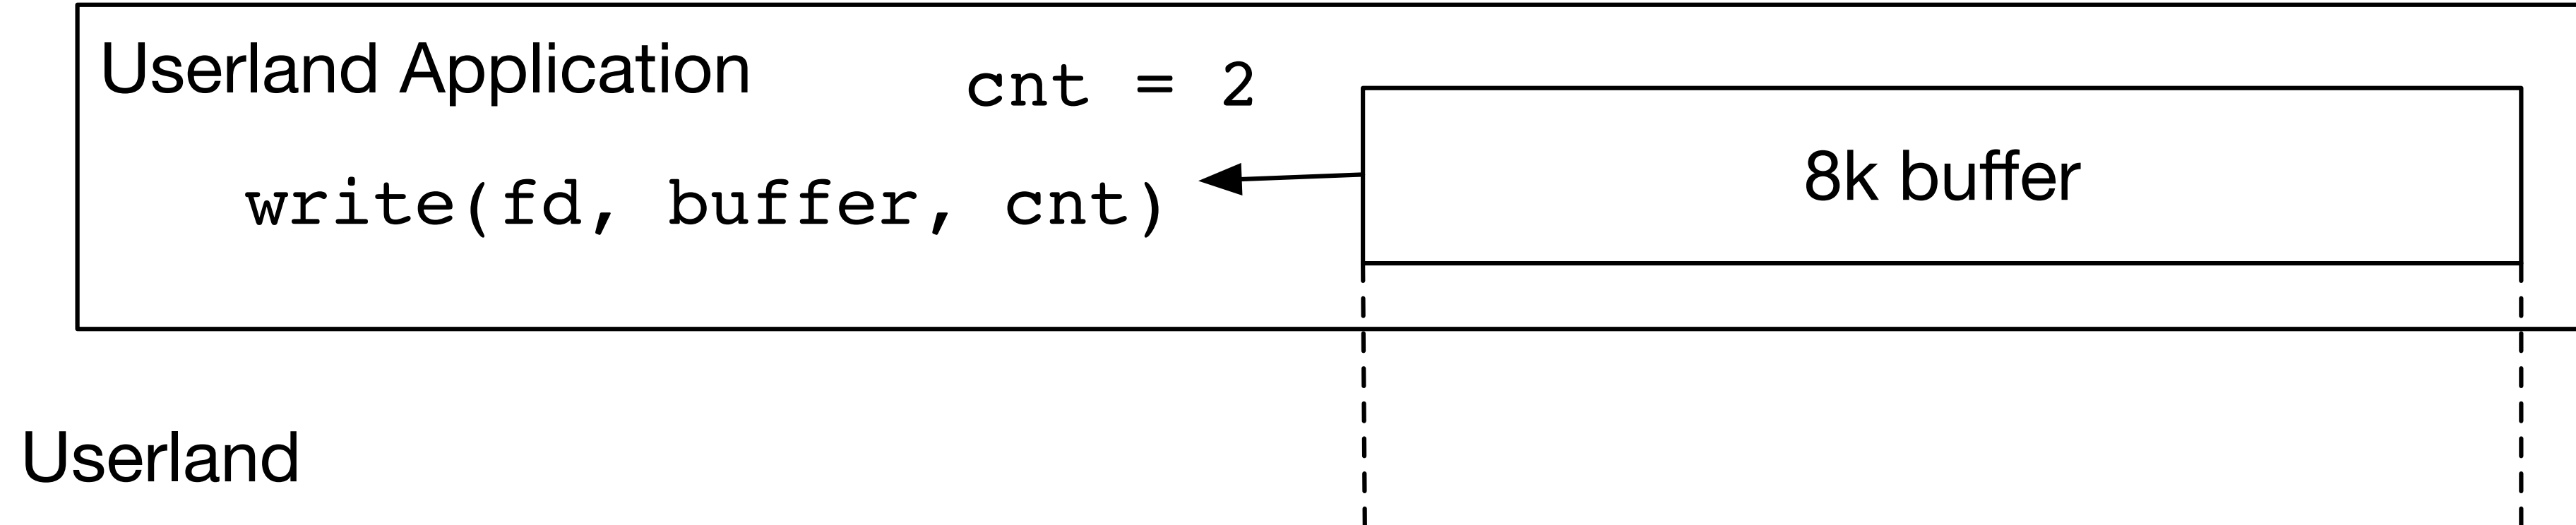 Userland Application
cnt = 2
8k buffer
write(fd, buffer, cnt)
Userland